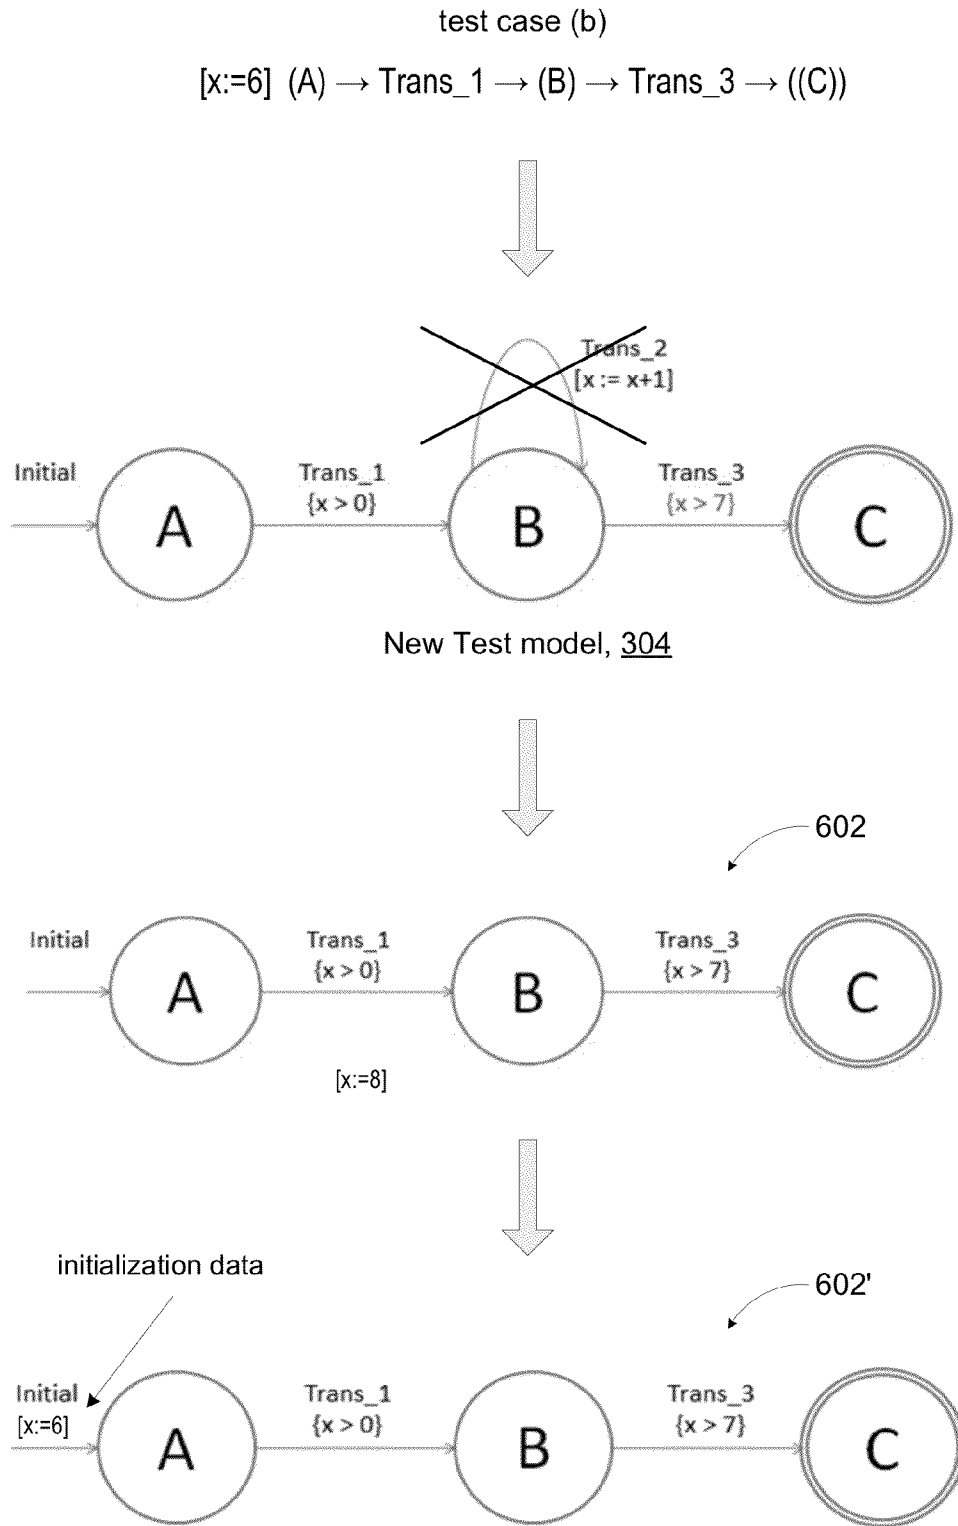 test case (b)
[x:=6] (A) → Trans_1 → (B) → Trans_3 → ((C))
Trans_2
[x := x+1]
Initial
Trans_1
{x > 0}
Trans_3
{x > 7}
A
B
C
New Test model, 304
602
Initial
Trans_1
{x > 0}
Trans_3
{x > 7}
A
B
C
[x:=8]
initialization data
602'
Initial
[x:=6]
Trans_1
{x > 0}
Trans_3
{x > 7}
A
B
C